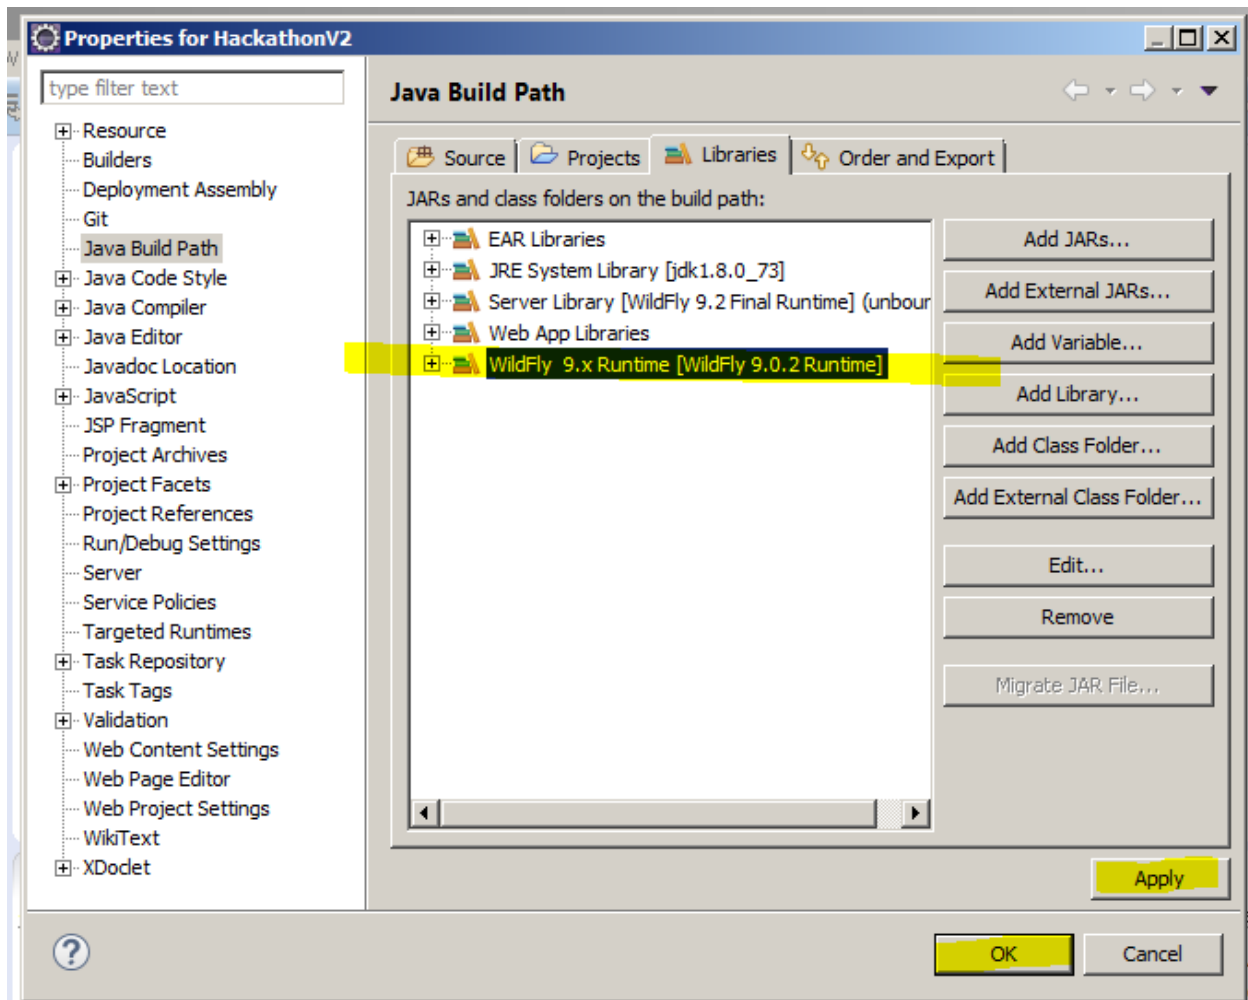 Properties for HackathonV2
type filter text
Resource
Builders
Deployment Assembly
Git
Java Build Path
Java Code Style
Java Compiler
Java Editor
Javadoc Location
JavaScript
JSP Fragment
Project Archives
Project Facets
Project References
Run/Debug Settings
Server
Service Policies
Targeted Runtimes
Task Repository
Task Tags
Validation
Web Content Settings
Web Page Editor
Web Project Settings
WikiText
XDoclet
Java Build Path
Source
Projects
Libraries
Order and Export
JARs and class folders on the build path:
EAR Libraries
JRE System Library [jdk1.8.0_73]
Server Library [WildFly 9.2 Final Runtime] (unbour
Web App Libraries
WildFly 9.x Runtime [WildFly 9.0.2 Runtime]
Add JARs...
Add External JARs...
Add Variable...
Add Library...
Add Class Folder...
Add External Class Folder...
Edit...
Remove
Migrate JAR File...
Apply
OK
Cancel